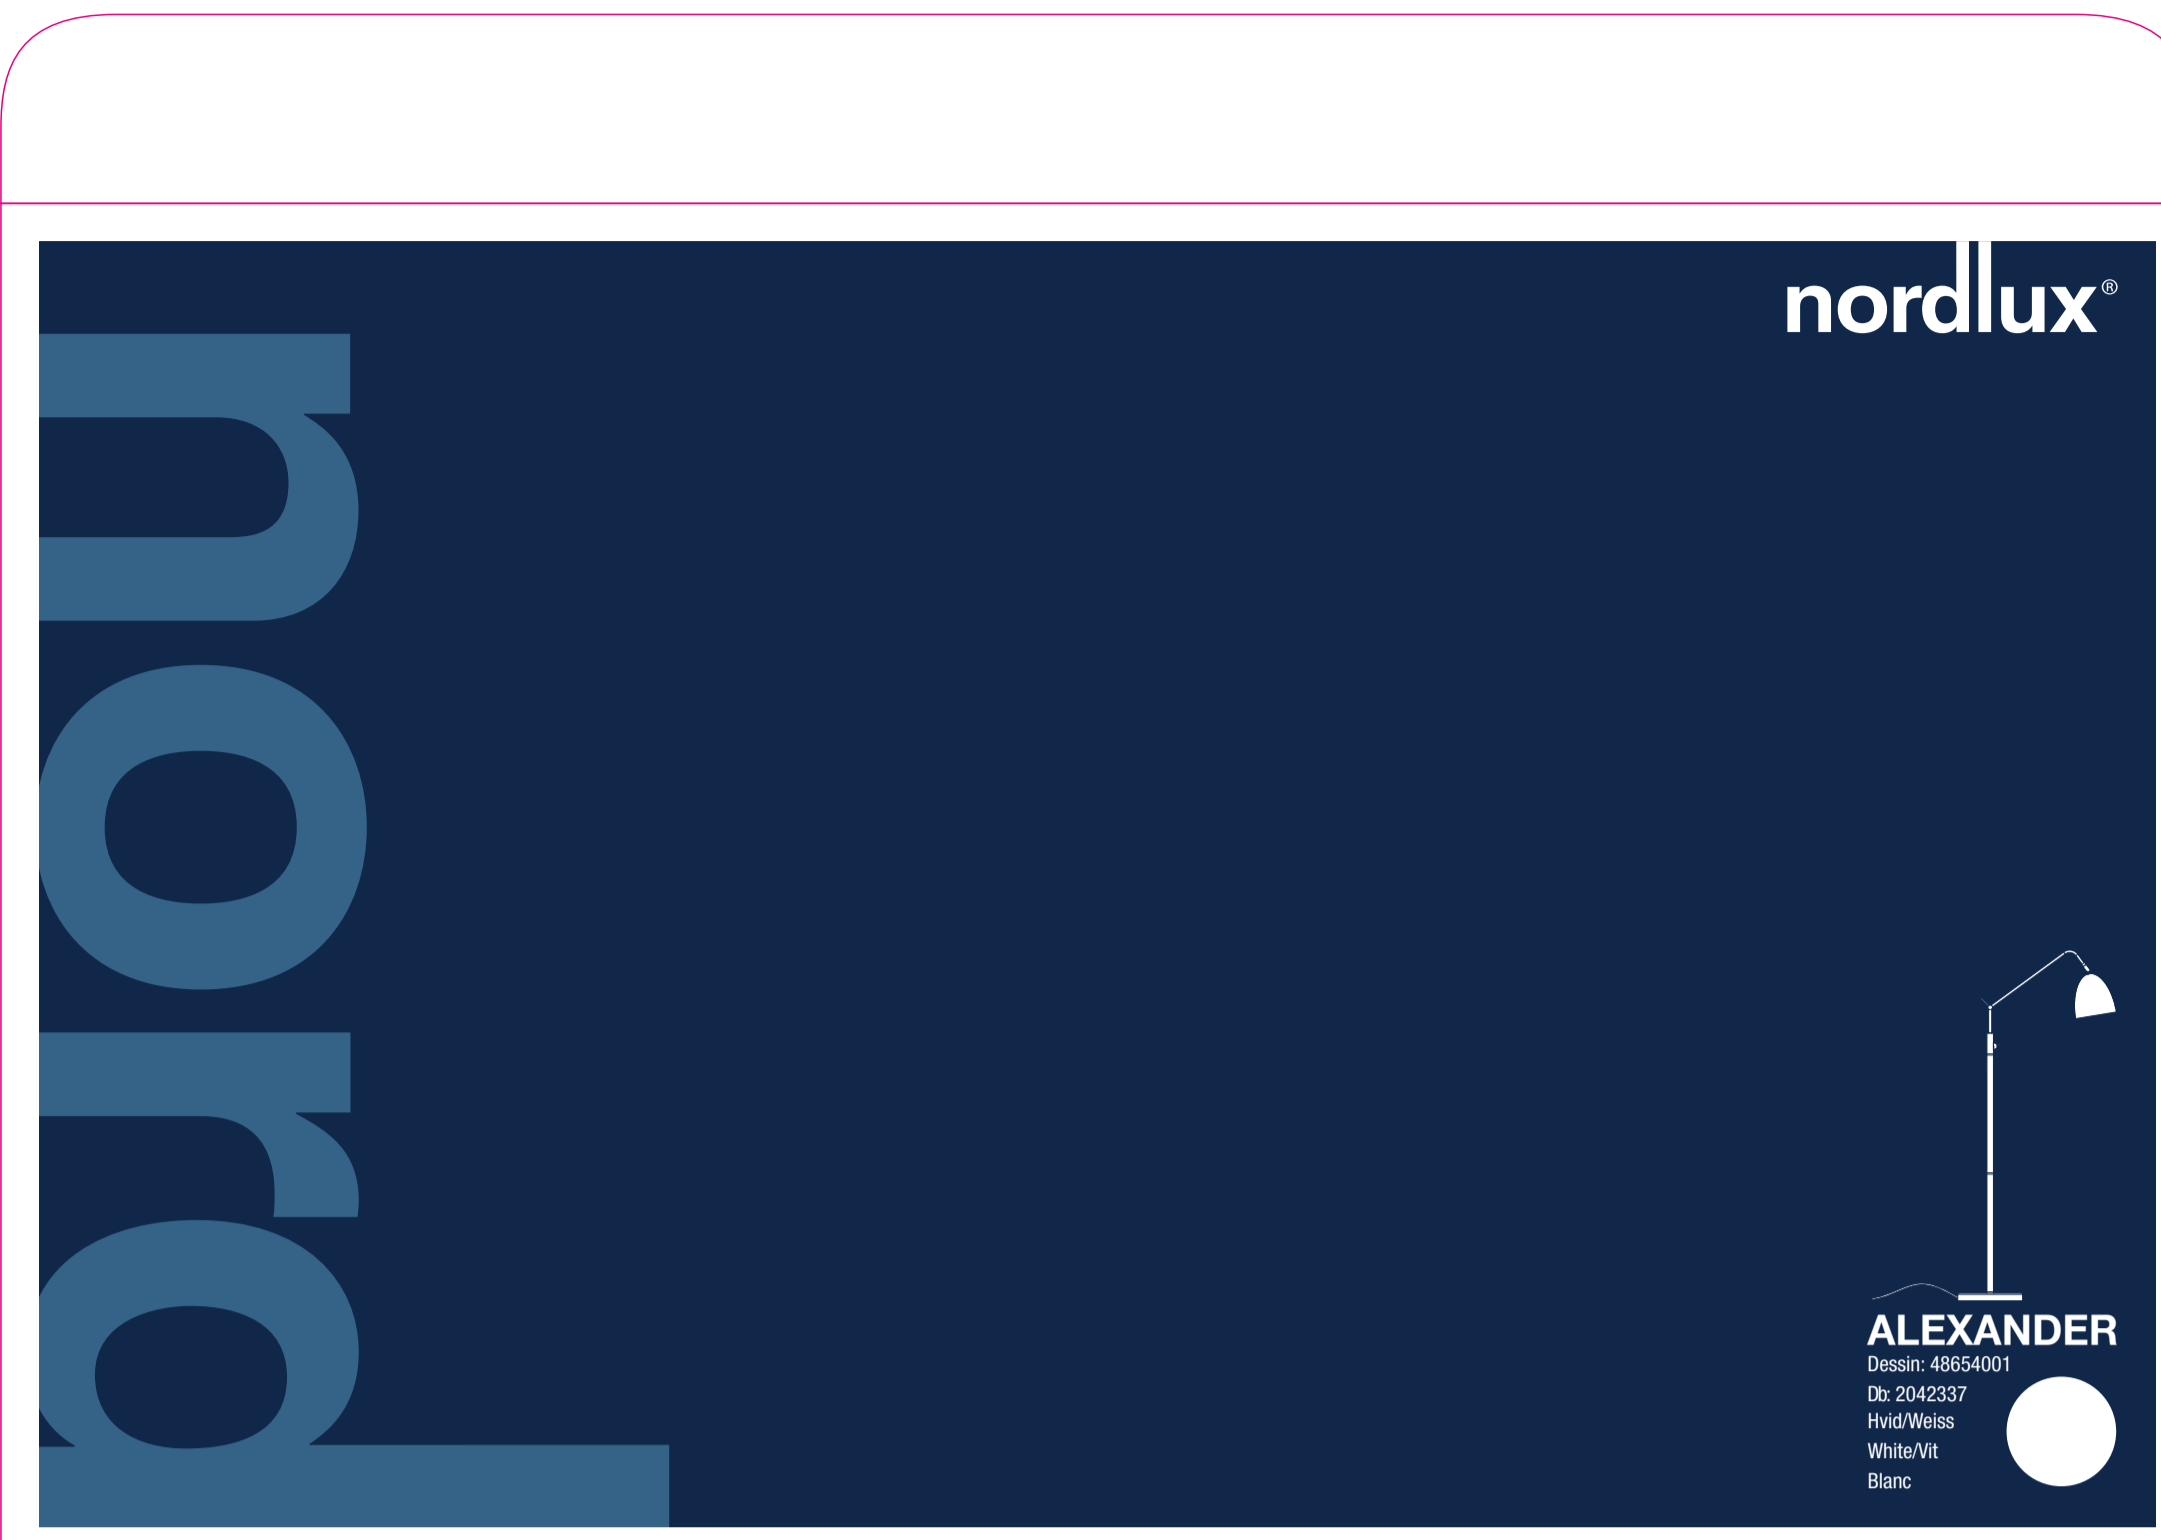 nordlux®
nord
ALEXANDER
Dessin: 48654001
Db: 2042337
Hvid/Weiss
White/Vit
Blanc